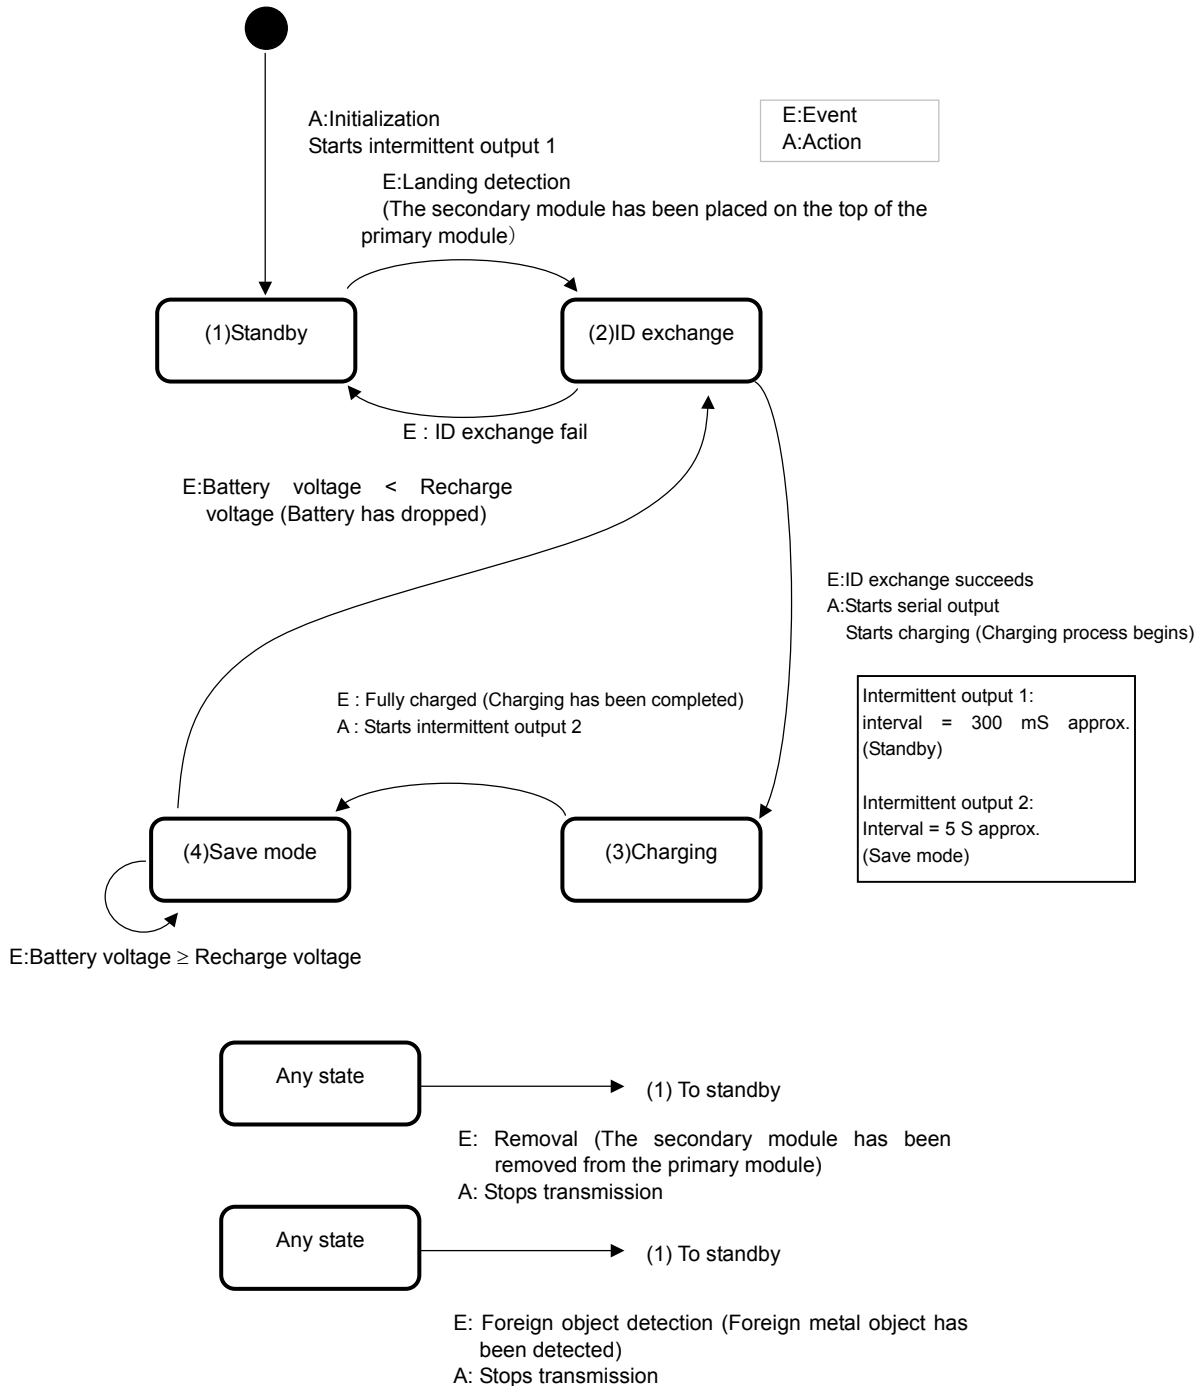 A:Initialization
Starts intermittent output 1
E:Event
A:Action
E:Landing detection
(The secondary module has been placed on the top of the
primary module）
(1)Standby
(2)ID exchange
E : ID exchange fail
E:Battery voltage < Recharge
voltage (Battery has dropped)
E:ID exchange succeeds
A:Starts serial output
Starts charging (Charging process begins)
E : Fully charged (Charging has been completed)
A : Starts intermittent output 2
Intermittent output 1:
interval = 300 mS approx.
(Standby)
Intermittent output 2:
Interval = 5 S approx.
(Save mode)
(4)Save mode
(3)Charging
E:Battery voltage ≥ Recharge voltage
Any state
(1) To standby
E: Removal (The secondary module has been
removed from the primary module)
A: Stops transmission
Any state
(1) To standby
E: Foreign object detection (Foreign metal object has
been detected)
A: Stops transmission